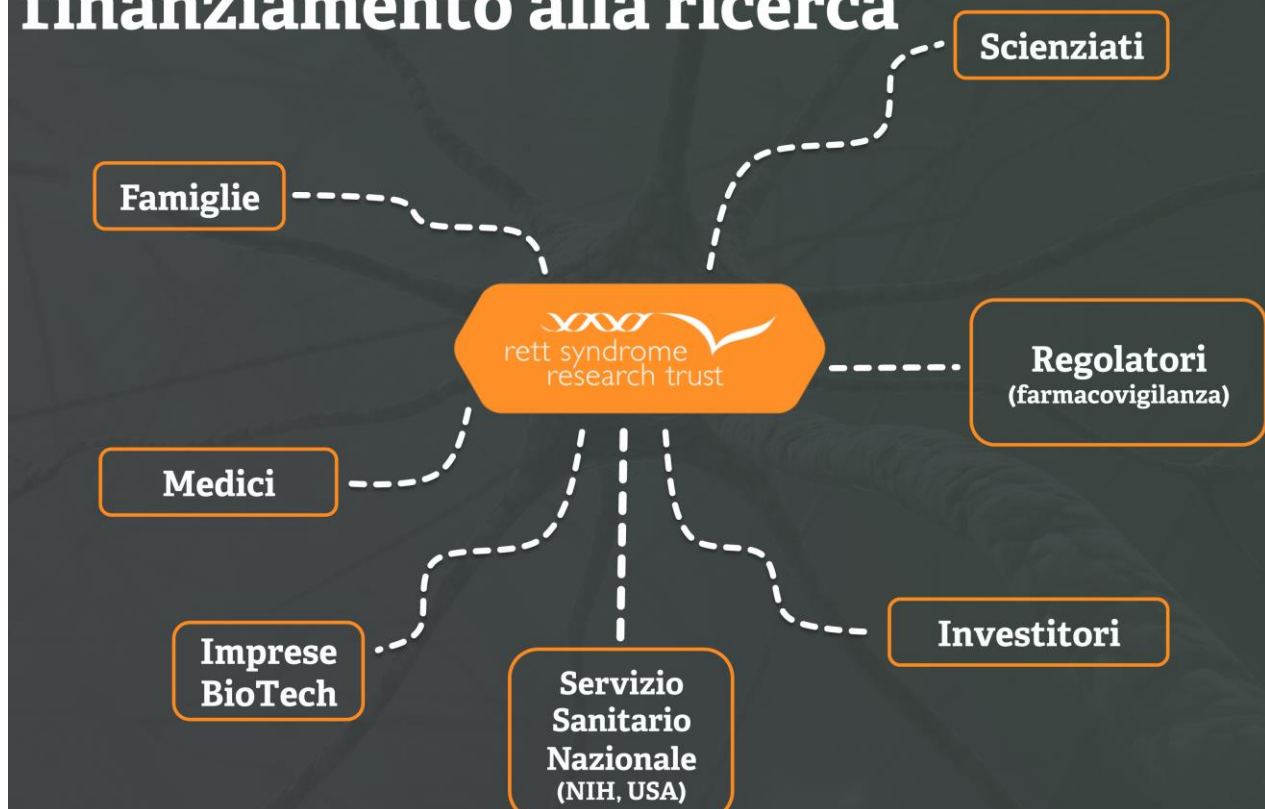 finanziamento alla ricerca
Scienziati
Famiglie
rett syndrome
research trust
Regolatori
(farmacovigilanza)
Medici
Imprese
BioTech
Servizio
Sanitario
Nazionale
(NIH, USA)
Investitori